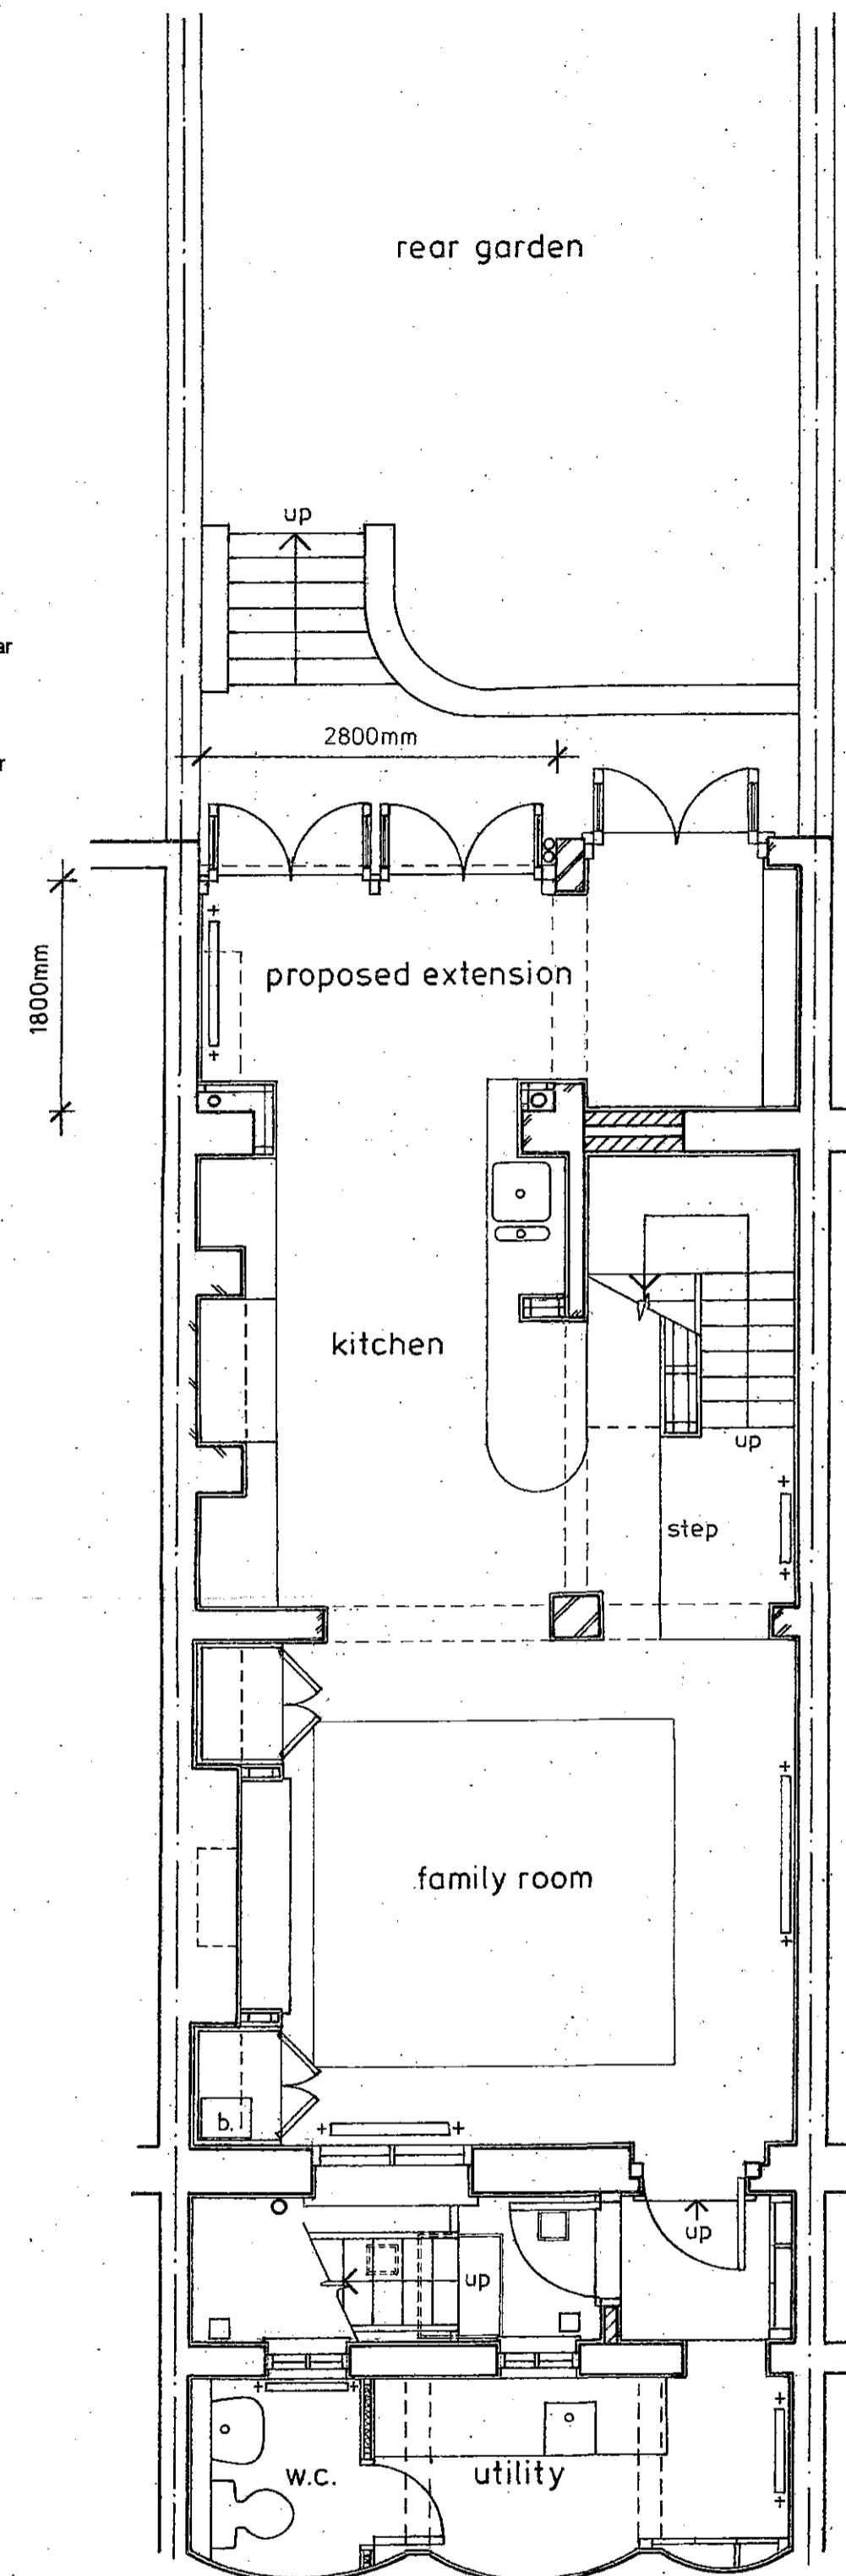 rear garden
up
2800mm
1800mm
proposed extension
kitchen
up
step
family room
b.
up
up
w.c.
utility